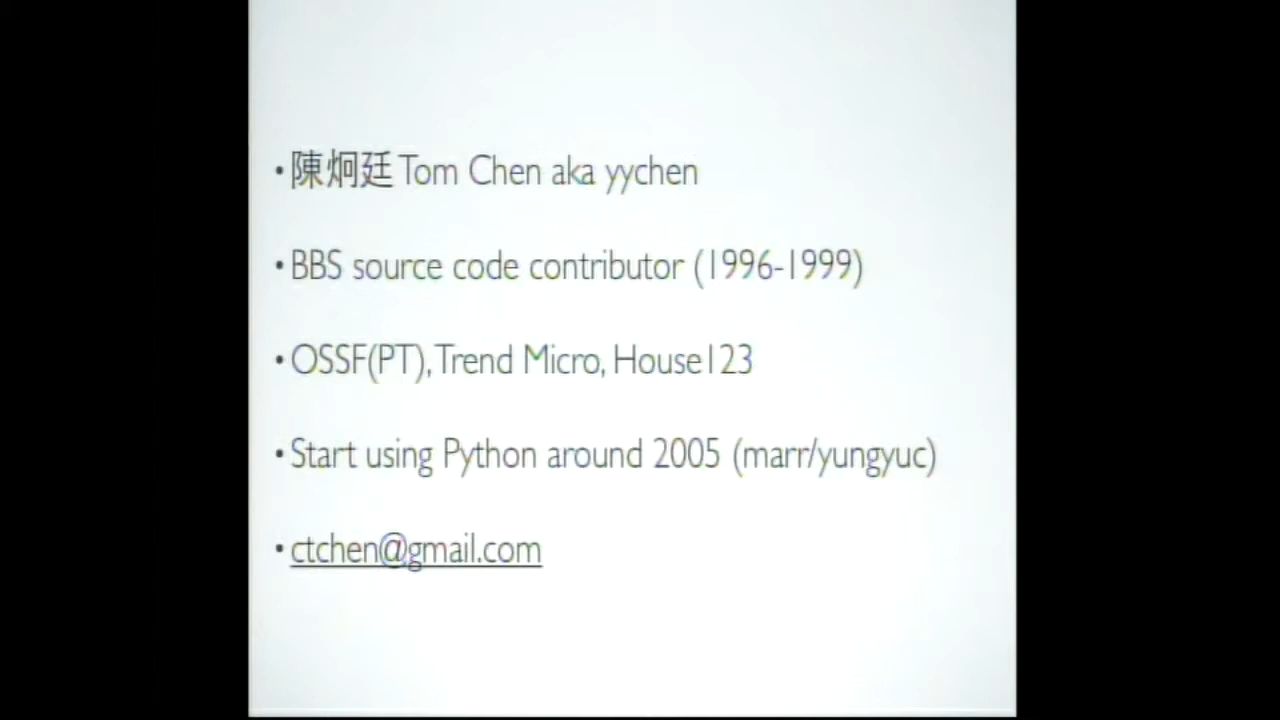 •陳炯廷 Tom Chen aka yychen
•BBS source code contributor (1996-1999)
•OSSF(PT), Trend Micro, House123
•Start using Python around 2005 (marr/yungyuc)
•ctchen@gmail.com